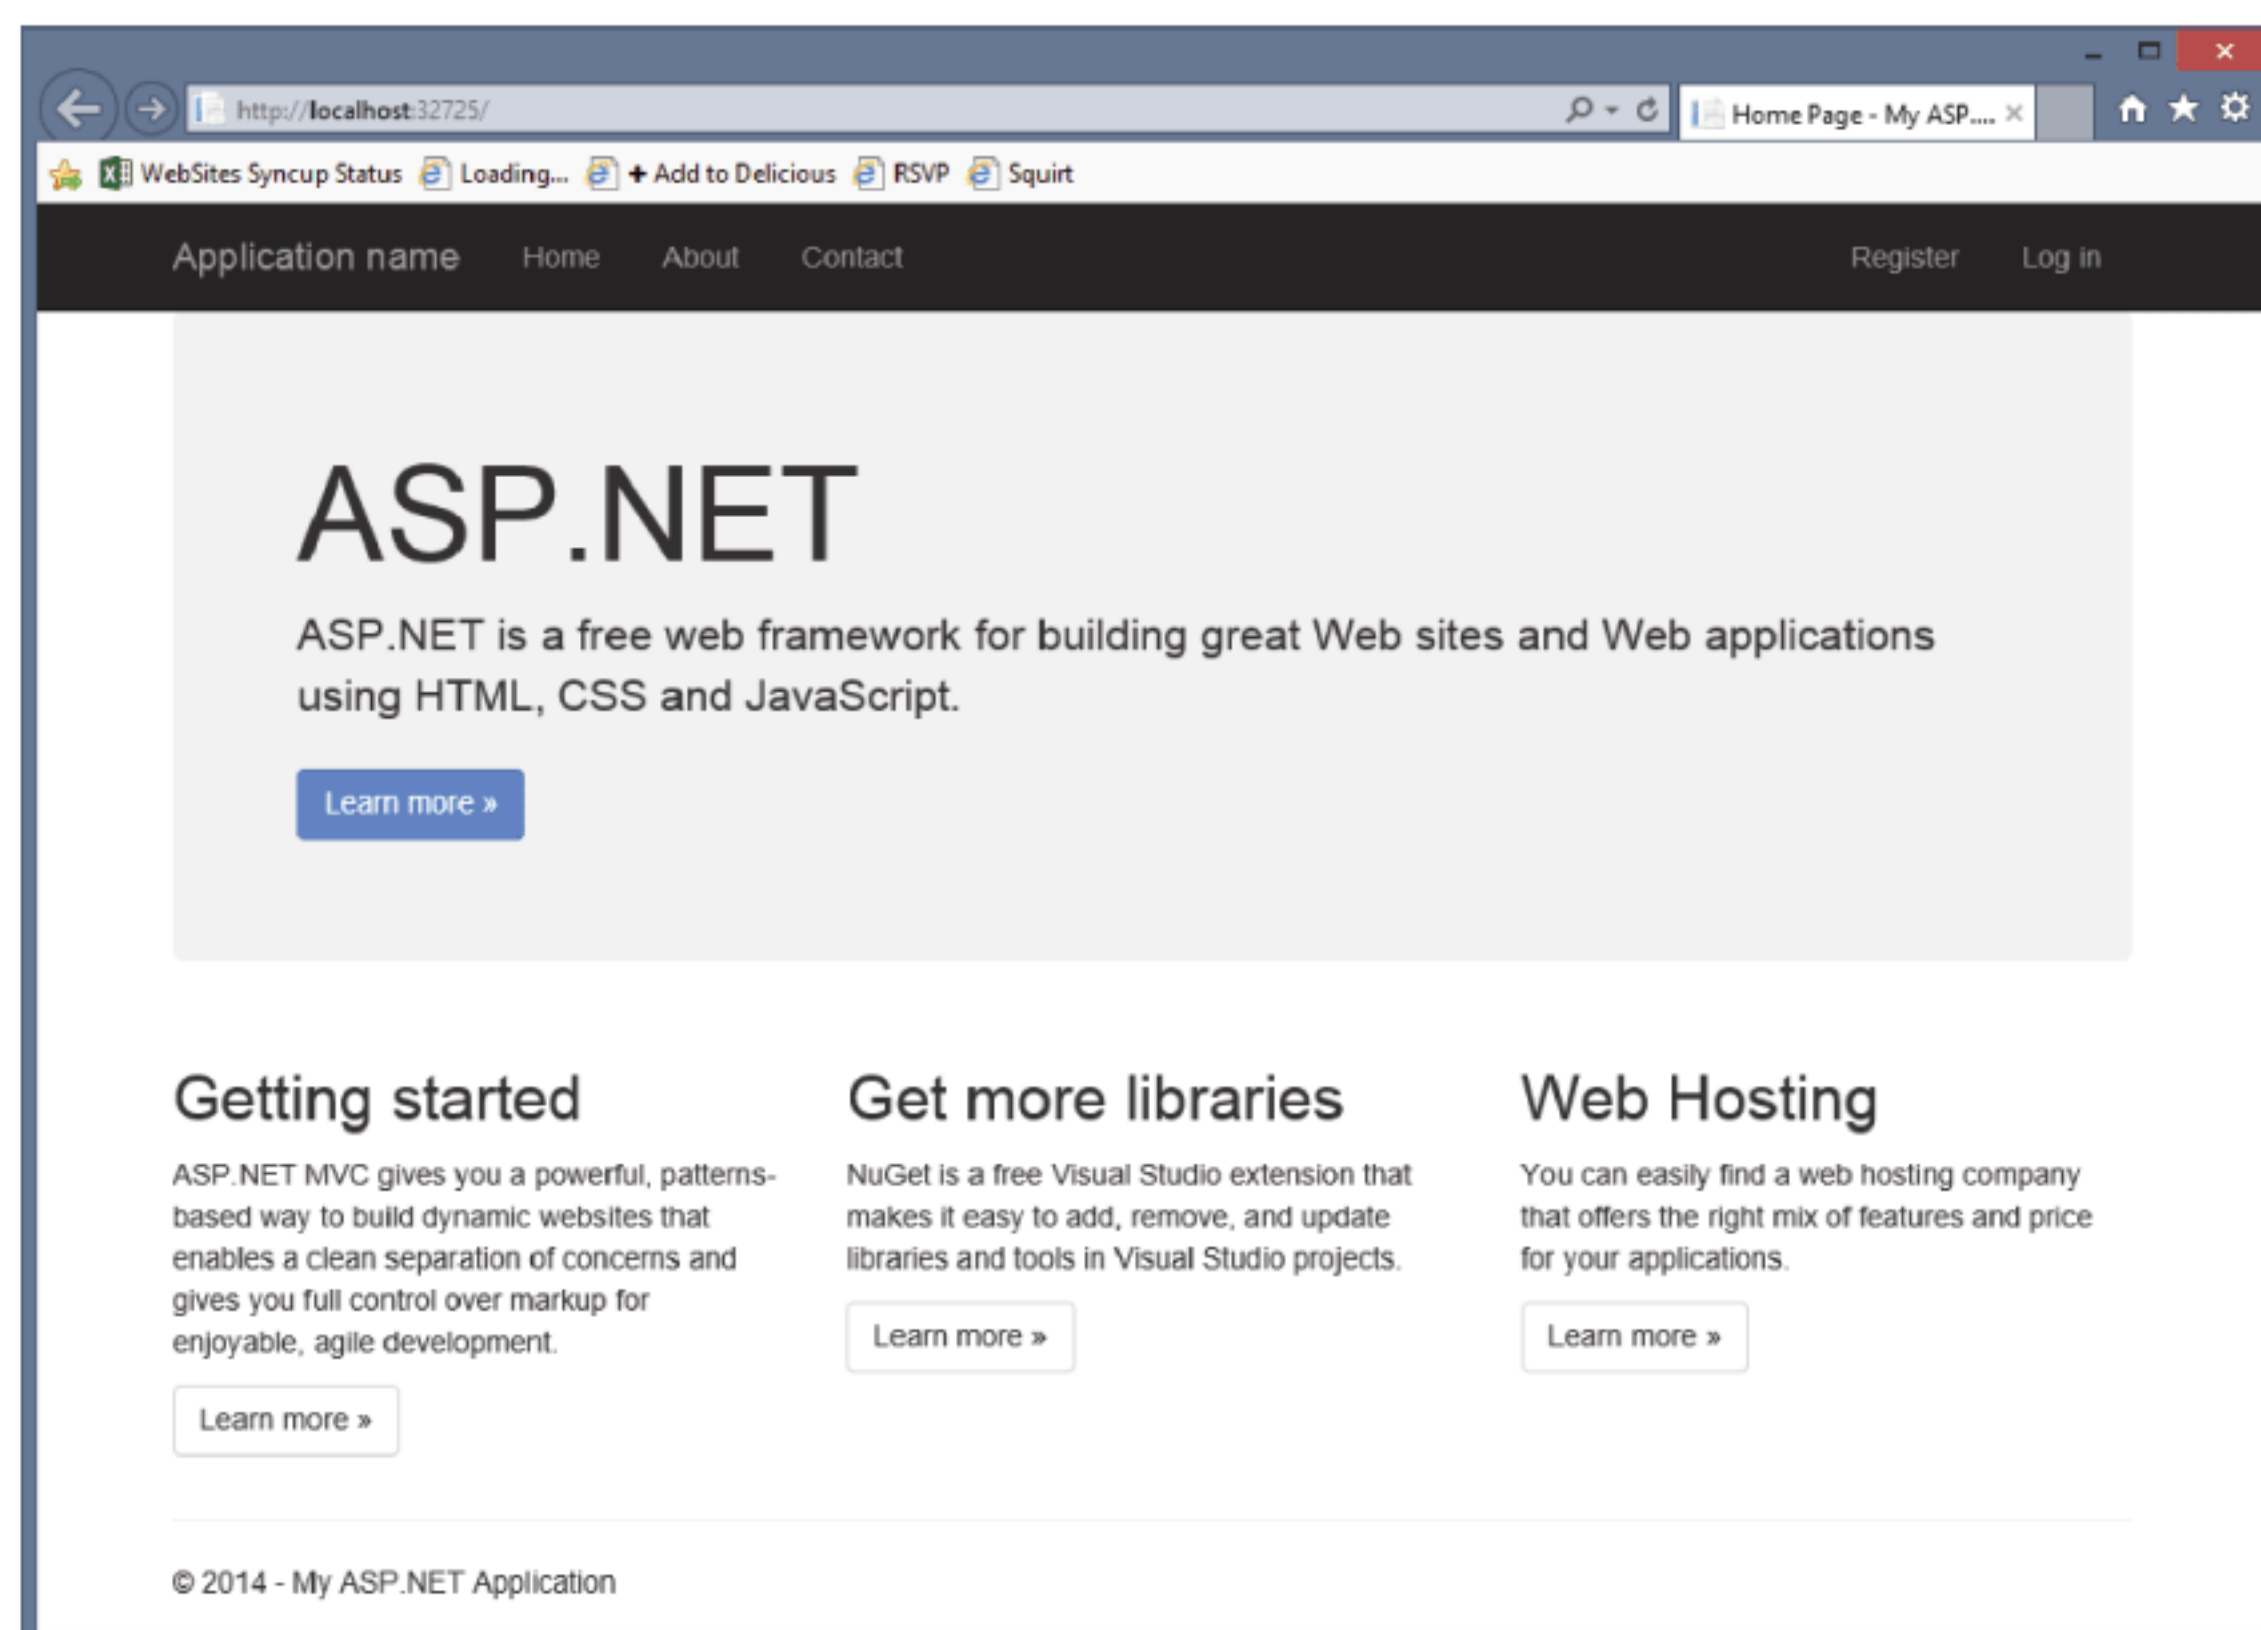 http://localhost:32725/
Home Page - My ASP....
WebSites Syncup Status Loading... + Add to Delicious RSVP Squirt
Application name Home About Contact Register Log in
ASP.NET
ASP.NET is a free web framework for building great Web sites and Web applications
using HTML, CSS and JavaScript.
Learn more »
Getting started
ASP.NET MVC gives you a powerful, patterns-
based way to build dynamic websites that
enables a clean separation of concerns and
gives you full control over markup for
enjoyable, agile development.
Learn more »
Get more libraries
NuGet is a free Visual Studio extension that
makes it easy to add, remove, and update
libraries and tools in Visual Studio projects.
Learn more »
Web Hosting
You can easily find a web hosting company
that offers the right mix of features and price
for your applications.
Learn more »
© 2014 - My ASP.NET Application